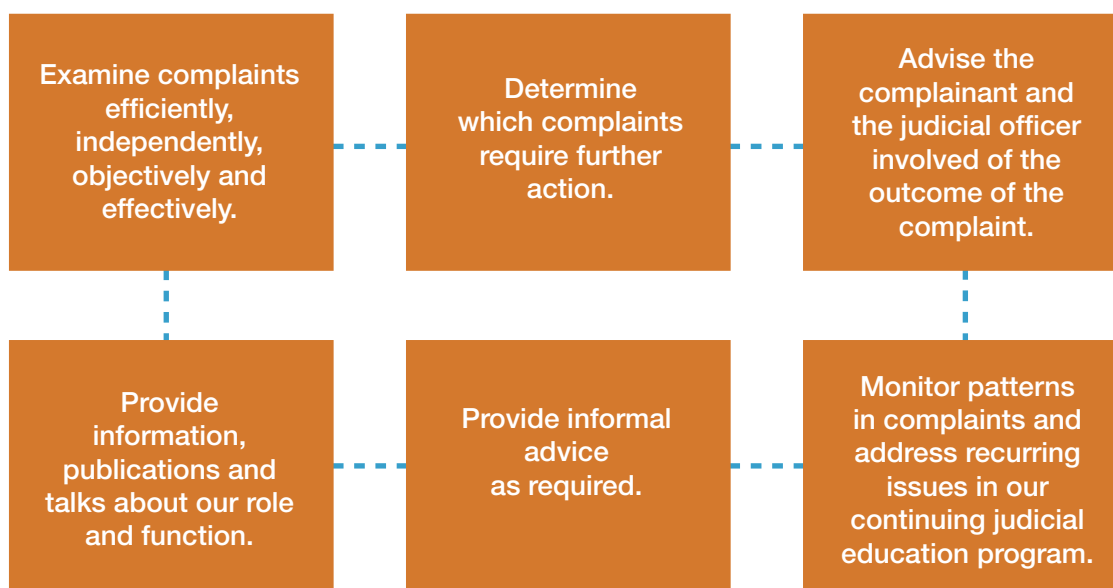 Examine complaints
efficiently,
independently,
objectively and
effectively.
Determine
which complaints
require further
action.
Advise the
complainant and
the judicial officer
involved of the
outcome of the
complaint.
Provide
information,
publications and
talks about our role
and function.
Provide informal
advice
as required.
Monitor patterns
in complaints and
address recurring
issues in our
continuing judicial
education program.